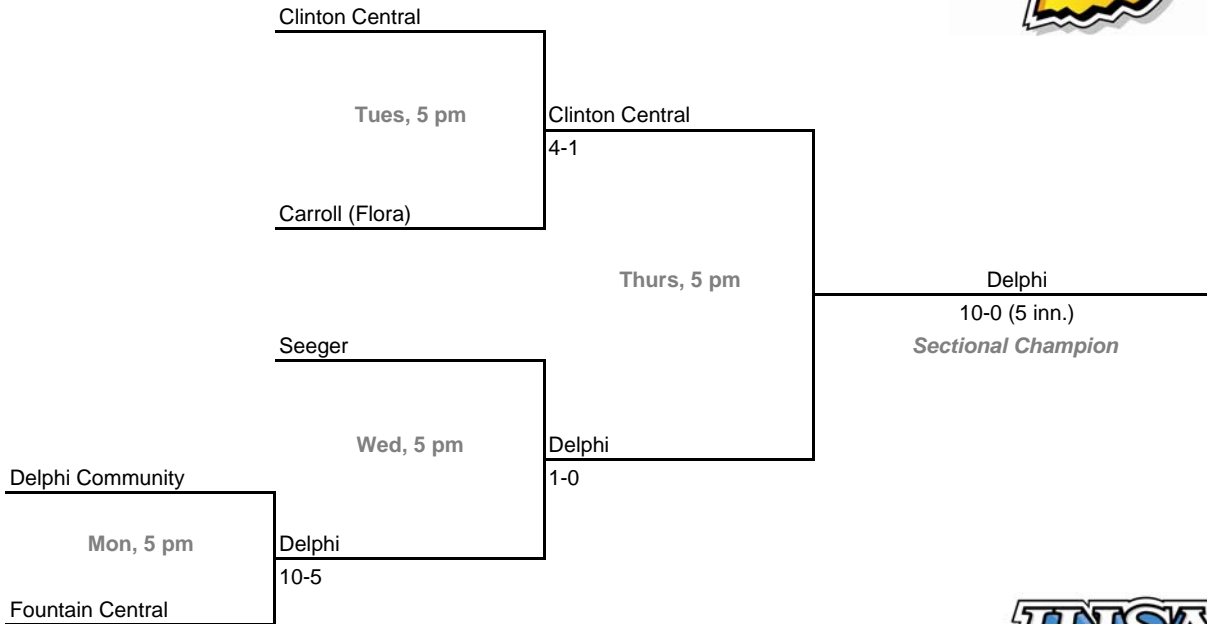 Clinton Central
Tues, 5 pm
Clinton Central
4-1
Carroll (Flora)
Thurs, 5 pm
Delphi
10-0 (5 inn.)
Sectional Champion
Seeger
Wed, 5 pm
Delphi
1-0
Delphi Community
Mon, 5 pm
Delphi
10-5
Fountain Central